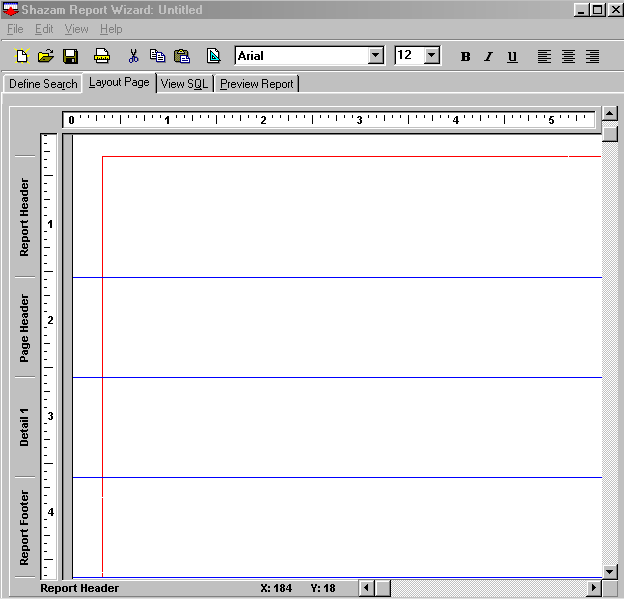 Shazam Report Wizard: Untitled
File Edit View Help
Arial 12 B I U
Define Search Layout Page View SQL Preview Report
0 1 2 3 4 5
Report Header
1
Page Header
2
Detail 1
3
Report Footer
4
Report Header X: 184 Y: 18